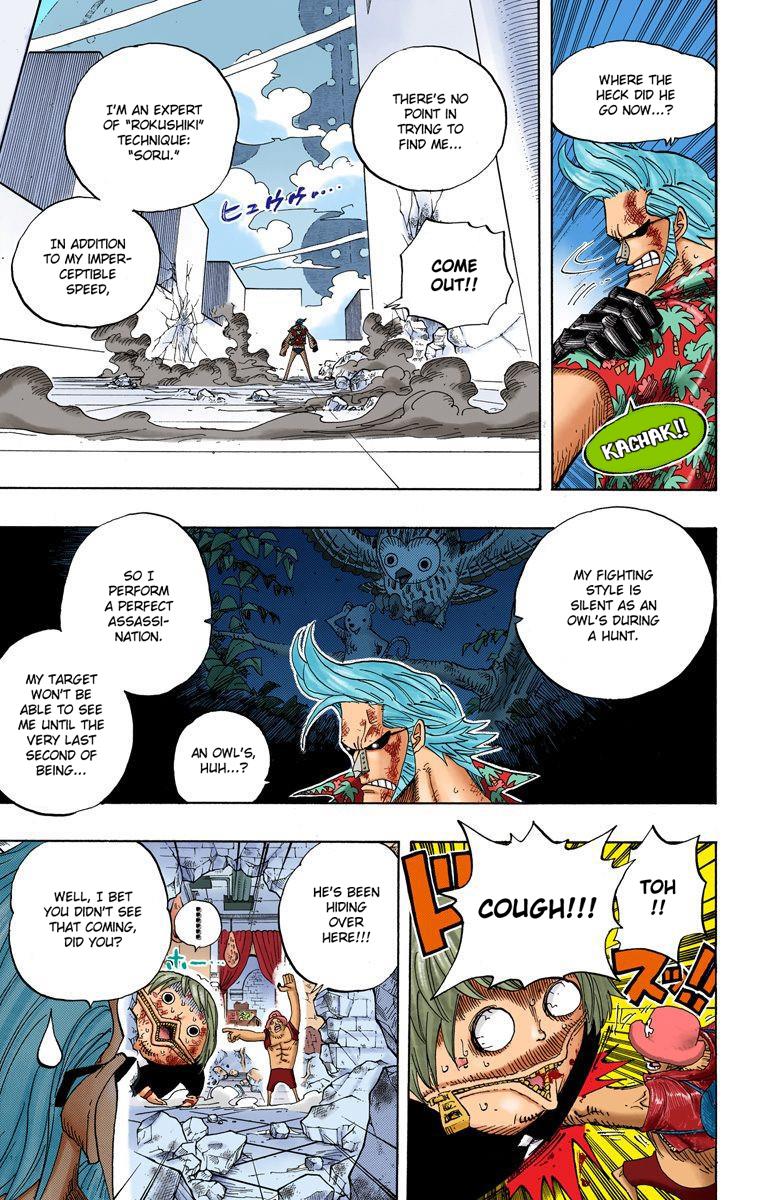 WHERE THE
HECK DID HE
GO NOW...?
KACHAK!!
THERE'S NO
POINT IN
TRYING TO
FIND ME...
I'M AN EXPERT
OF "ROKUSHIKI"
TECHNIQUE:
"SORU."
ヒュウウゥ...
COME
OUT!!
IN ADDITION
TO MY IMPER-
CEPTIBLE
SPEED,
MY FIGHTING
STYLE IS
SILENT AS AN
OWL'S DURING
A HUNT.
SO I
PERFORM
A PERFECT
ASSASSI-
NATION.
MY TARGET
WON'T BE
ABLE TO SEE
ME UNTIL THE
VERY LAST
SECOND OF
BEING...
AN OWL'S,
HUH...?
TOH
!!
COUGH!!!
ドスッ!!
HE'S BEEN
HIDING
OVER
HERE!!!
ホー...
WELL, I BET
YOU DIDN'T SEE
THAT COMING,
DID YOU?